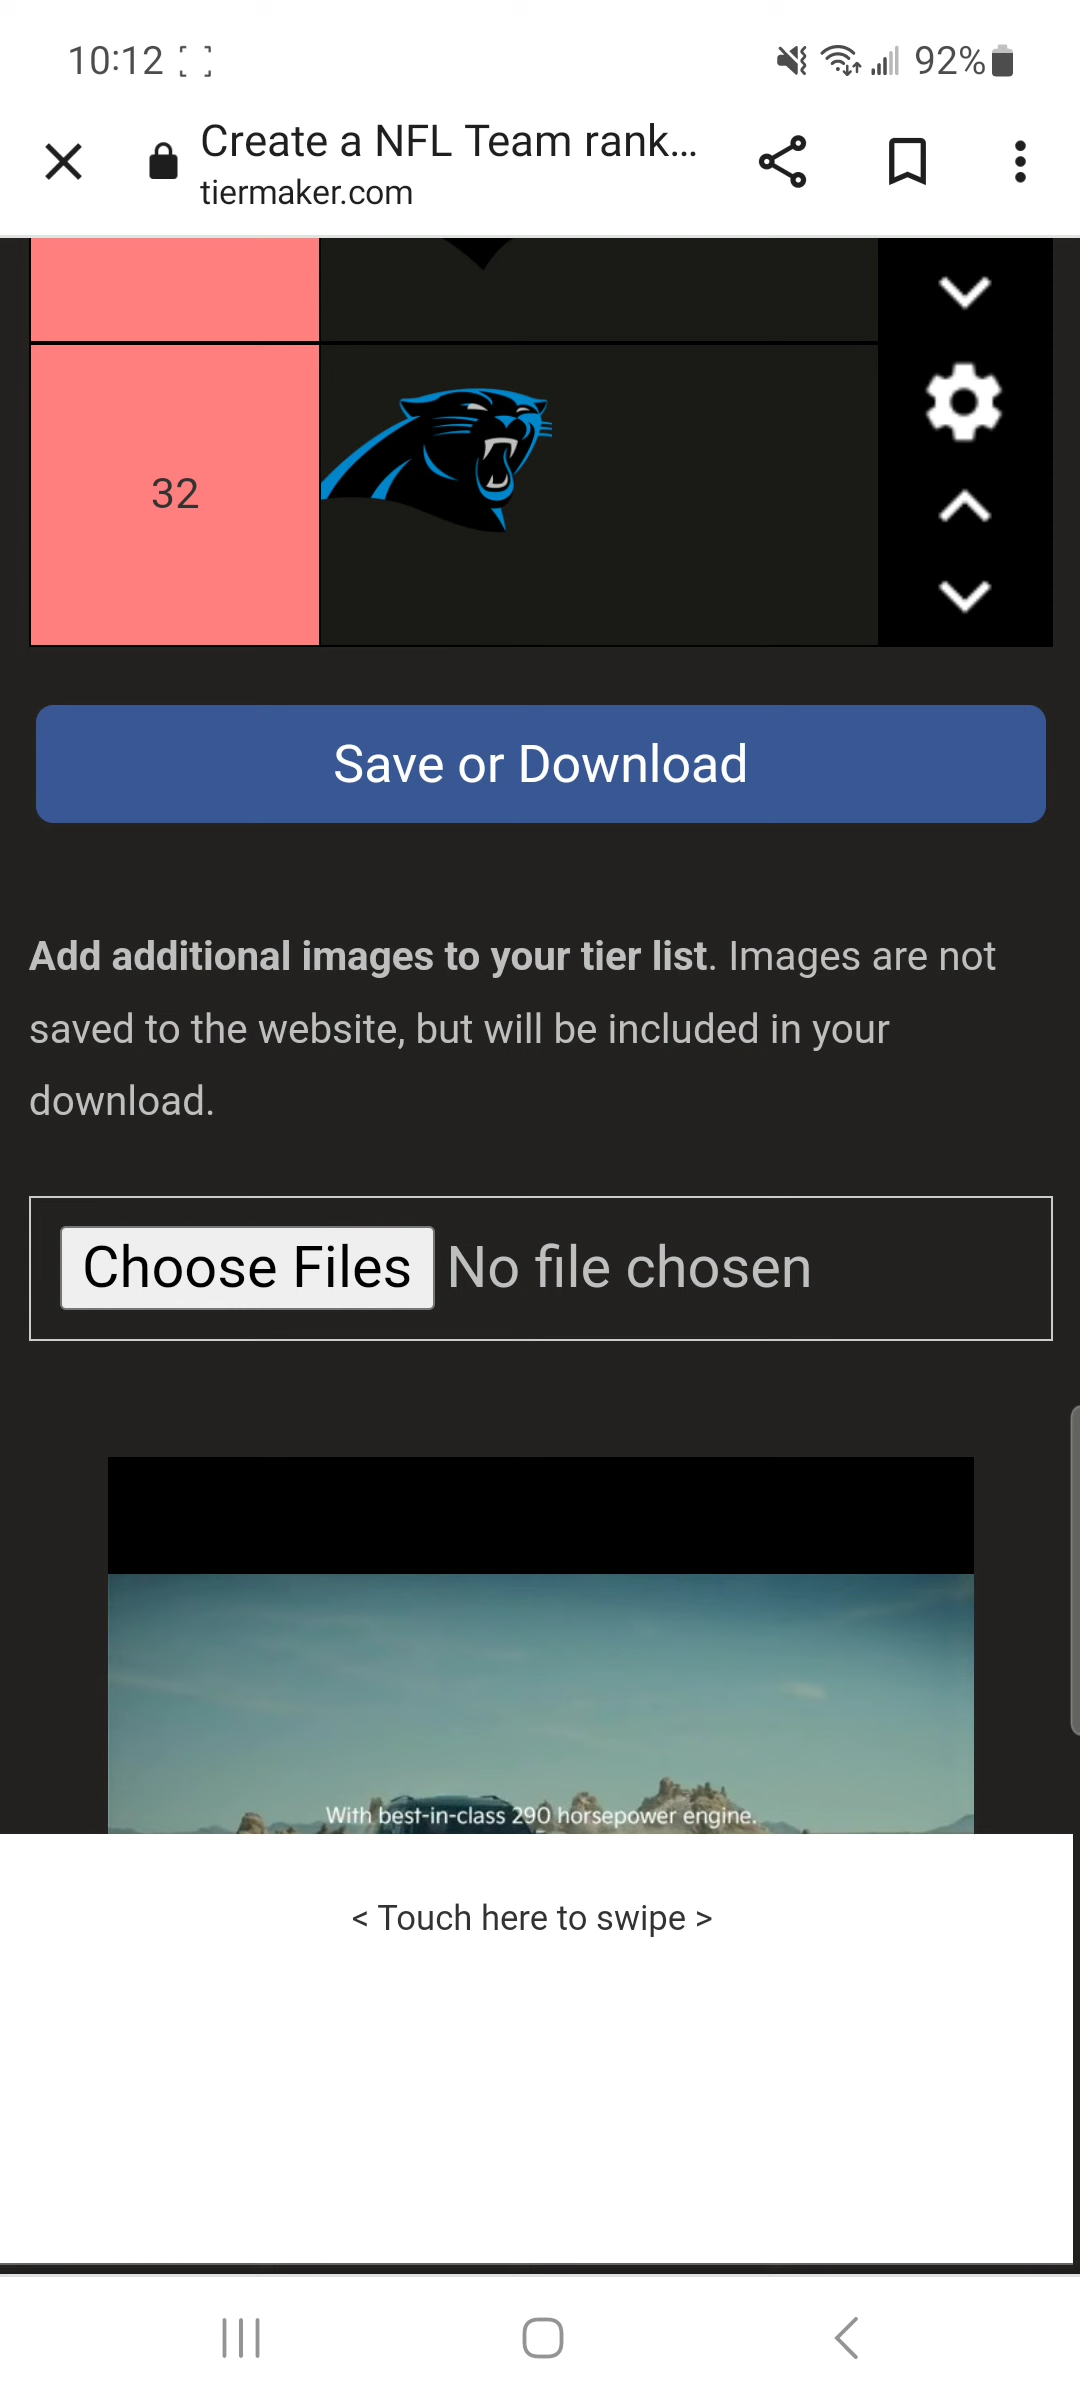 10:12
92%
Create a NFL Team rank...
tiermaker.com
32
Save or Download
Add additional images to your tier list. Images are not
saved to the website, but will be included in your
download.
Choose Files No file chosen
With best-in-class 290 horsepower engine.
< Touch here to swipe >